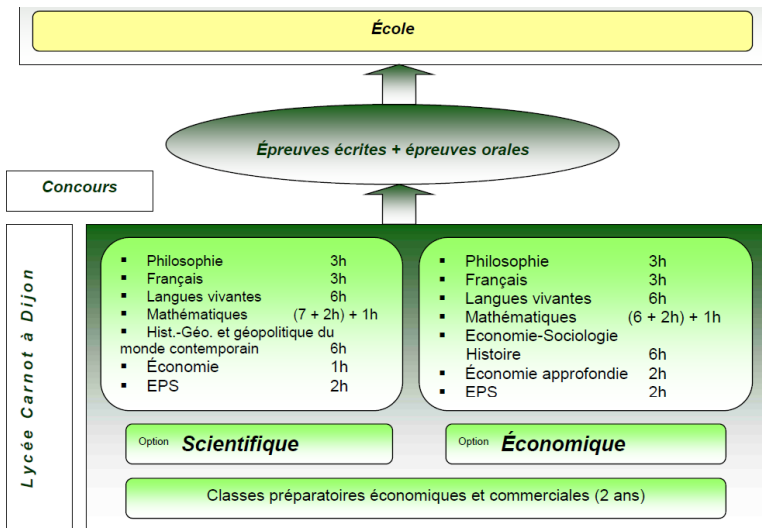 École
Épreuves écrites + épreuves orales
Concours
Lycée Carnot à Dijon
▪ Philosophie 3h
▪ Français 3h
▪ Langues vivantes 6h
▪ Mathématiques (7 + 2h) + 1h
▪ Hist.-Géo. et géopolitique du
monde contemporain 6h
▪ Économie 1h
▪ EPS 2h
▪ Philosophie 3h
▪ Français 3h
▪ Langues vivantes 6h
▪ Mathématiques (6 + 2h) + 1h
▪ Economie-Sociologie
Histoire 6h
▪ Économie approfondie 2h
▪ EPS 2h
Option Scientifique
Option Économique
Classes préparatoires économiques et commerciales (2 ans)